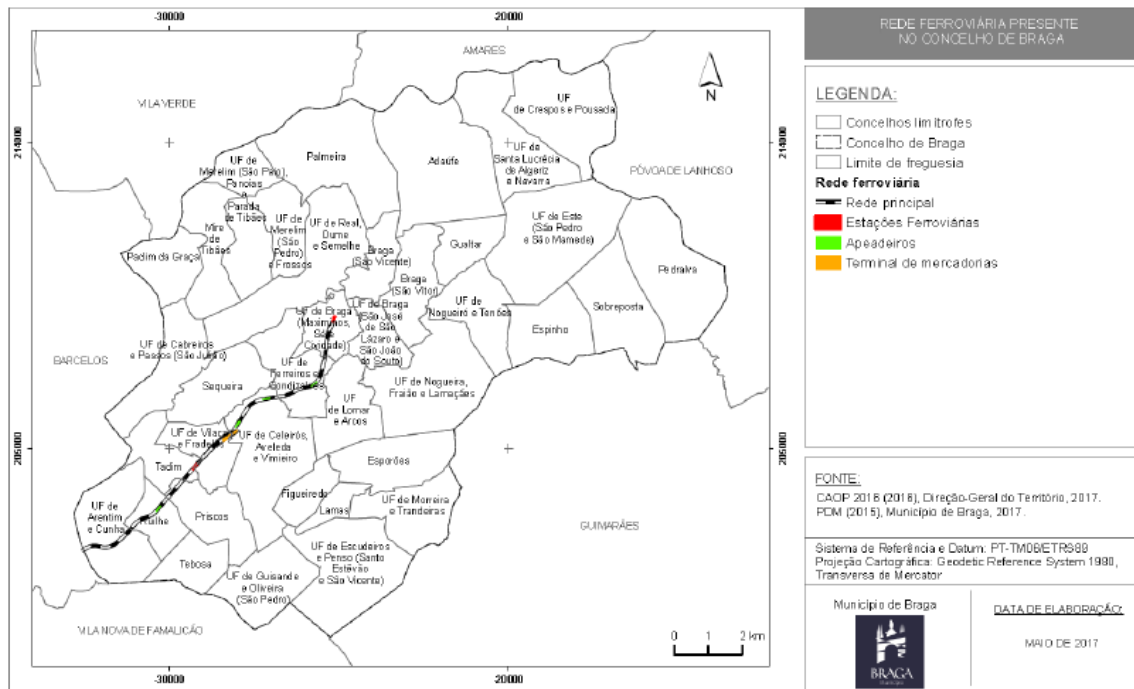 -30000
-20000
REDE FERROVIÁRIA PRESENTE
NO CONCELHO DE BRAGA
AMARES
VILA VERDE
N
UF
de Crespos e Pousada
214000
214000
LEGENDA:
Concelhos limítrofes
Concelho de Braga
Limite de freguesia
Rede ferroviária
Rede principal
Estações Ferroviárias
Apeadeiros
Terminal de mercadorias
Palmeira
Adaúfe
UF de
Merelim (São Paio),
Panoias
e
Parada
de Tibães
UF de
Santa Lucrécia
de Algeriz
e Navarra
PÓVOA DE LANHOSO
Mire
de
Tibães
UF de
Merelim
(São
Pedro)
e Frossos
UF de Real,
Dume
e Semelhe
UF de Este
(São Pedro
e São Mamede)
Gualtar
Braga
(São Vicente)
Padim da Graça
Braga
(São Vítor)
Pedralva
UF de
Nogueiró e Tenões
Sobreposta
Espinho
UF de Braga
(Maximinos,
Sé e
Cividade)
UF de Braga
(São José
de São
Lázaro e
São João
do Souto)
UF de Cabreiros
e Passos (São Julião)
BARCELOS
Sequeira
UF de
Ferreiros e
Gondizalves
UF de Nogueira,
Fraião e Lamaçães
UF
de Lomar
e Arcos
205000
205000
UF de Vilaça
e Fradelos
UF de Celeirós,
Aveleda
e Vimieiro
Tadim
Esporões
UF de
Arentim
e Cunha
Ruílhe
Priscos
Figueiredo
Lamas
UF de Morreira
e Trandeiras
GUIMARÃES
Tebosa
UF de Guisande
e Oliveira
(São Pedro)
UF de Escudeiros
e Penso (Santo
Estêvão
e São Vicente)
VILA NOVA DE FAMALICÃO
0 1 2 km
-30000
-20000
FONTE:
CAOP 2016 (2016), Direção-Geral do Território, 2017.
PDM (2015), Município de Braga, 2017.
Sistema de Referência e Datum: PT-TM06/ETRS89
Projeção Cartográfica: Geodetic Reference System 1980,
Transversa de Mercator
Município de Braga
BRAGA
DATA DE ELABORAÇÃO:
MAIO DE 2017